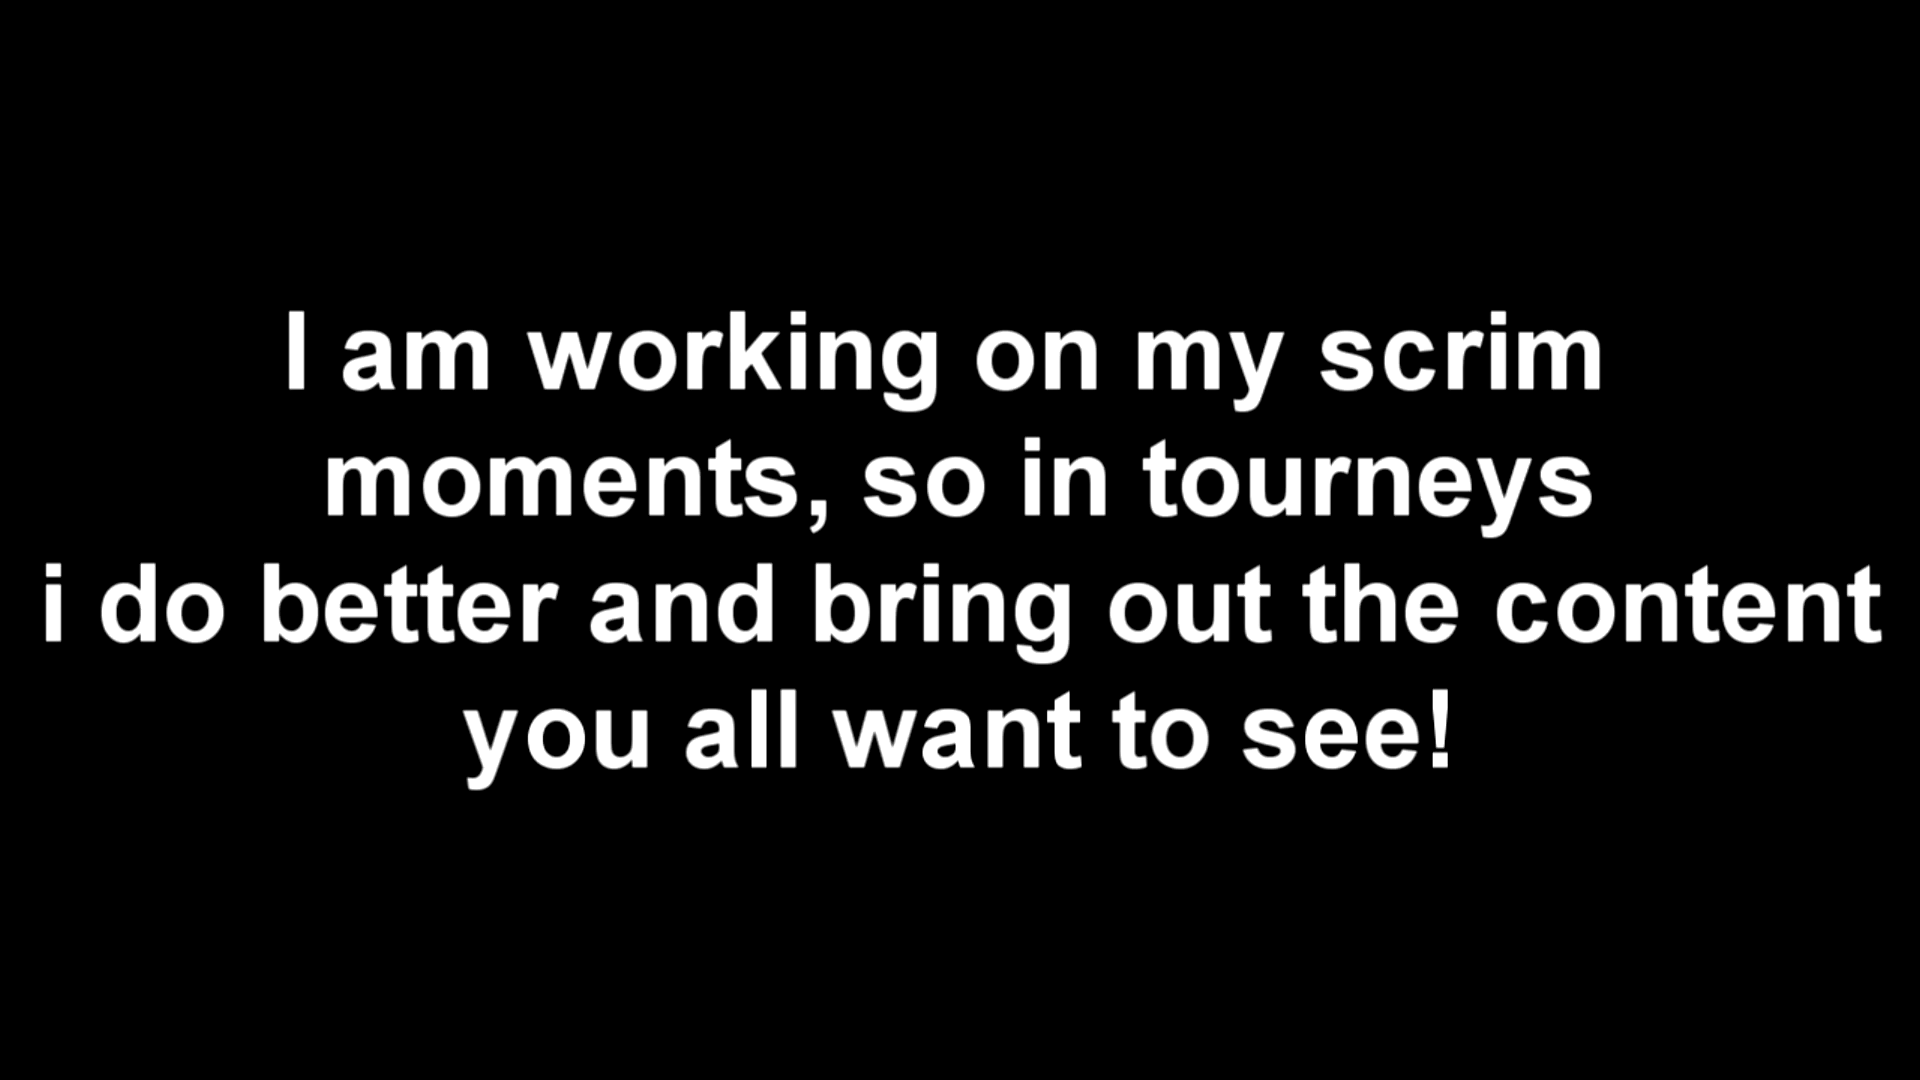 I am working on my scrim
moments, so in tourneys
i do better and bring out the content
you all want to see!